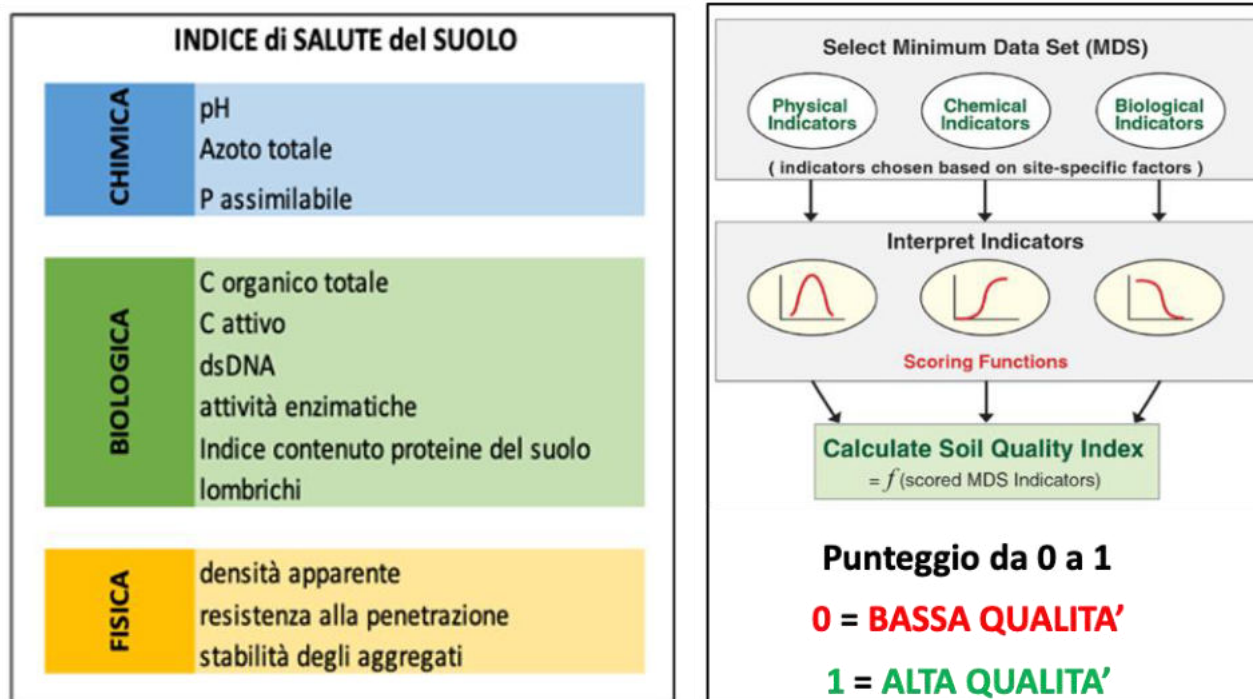 INDICE di SALUTE del SUOLO
CHIMICA
pH
Azoto totale
P assimilabile
BIOLOGICA
C organico totale
C attivo
dsDNA
attività enzimatiche
Indice contenuto proteine del suolo
lombrichi
FISICA
densità apparente
resistenza alla penetrazione
stabilità degli aggregati
Select Minimum Data Set (MDS)
Physical Indicators
Chemical Indicators
Biological Indicators
( indicators chosen based on site-specific factors )
Interpret Indicators
Scoring Functions
Calculate Soil Quality Index
= f (scored MDS Indicators)
Punteggio da 0 a 1
0 = BASSA QUALITA’
1 = ALTA QUALITA’